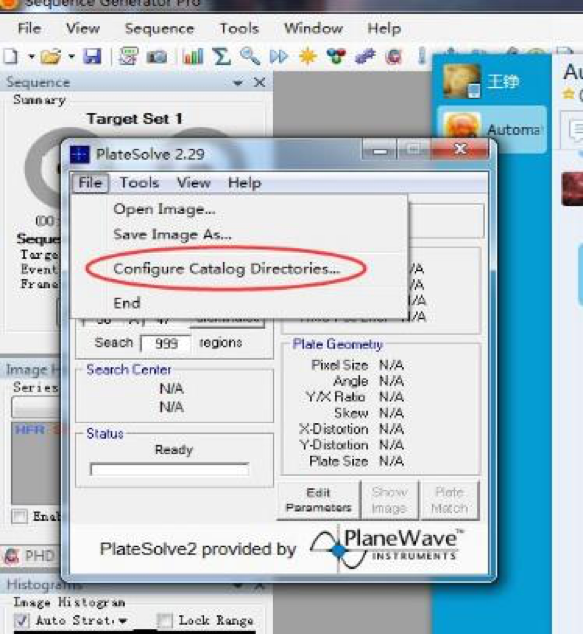 Sequence Generator Pro
File View Sequence Tools Window Help
Sequence
Summary
Target Set 1
王铮
Au
Automa
PlateSolve 2.29
File Tools View Help
Open Image...
Save Image As...
Configure Catalog Directories...
End
(00:
Seque
Targe
Event
Frame
Seach 999 regions
Search Center
N/A
N/A
Status
Ready
/A
/A
/A
/A
Plate Geometry
Pixel Size N/A
Angle N/A
Y/X Ratio N/A
Skew N/A
X-Distortion N/A
Y-Distortion N/A
Plate Size N/A
Edit Parameters
Show Image
Plate Match
PlateSolve2 provided by PlaneWave™
INSTRUMENTS
Image H
Series
HFR S
Enab
PHD
Histograms
Image Histogram
Auto Stret
Lock Range